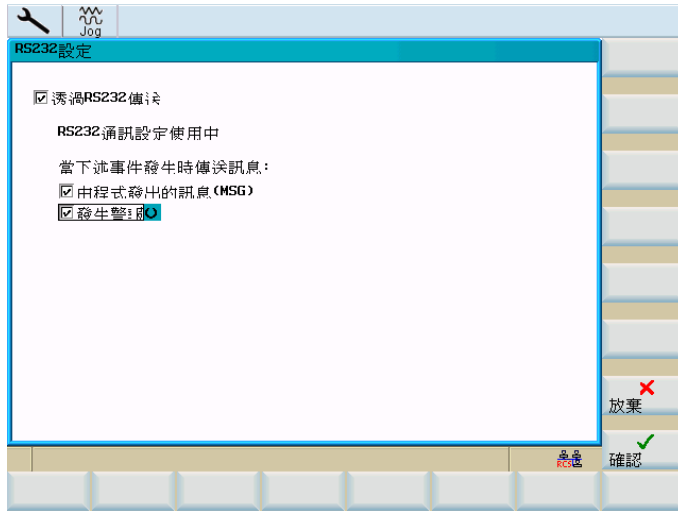 Jog
RS232設定
透過RS232傳送
RS232通訊設定使用中
當下述事件發生時傳送訊息:
由程式發出的訊息(MSG)
發生警
放棄
RCS
確認